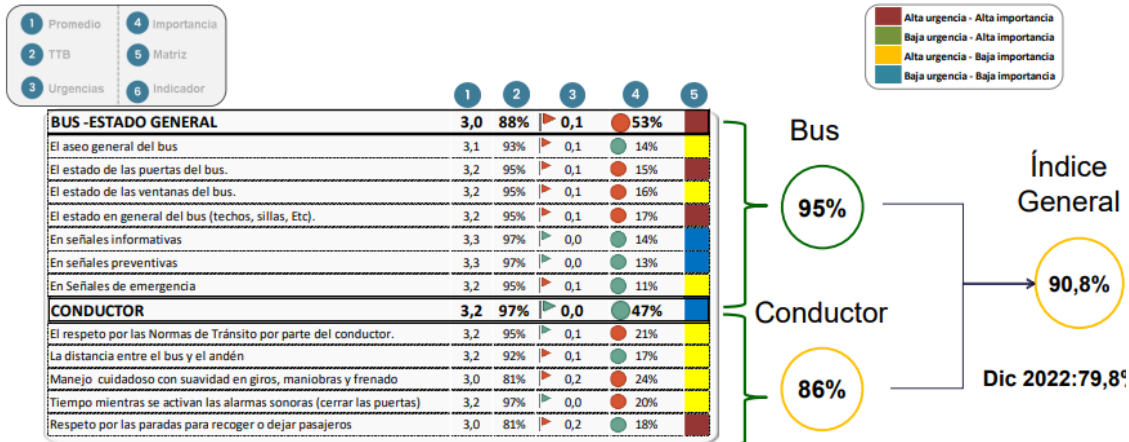 1 Promedio 4 Importancia
2 TTB 5 Matriz
3 Urgencias 6 Indicador
Alta urgencia - Alta importancia
Baja urgencia - Alta importancia
Alta urgencia - Baja importancia
Baja urgencia - Baja importancia
1 2 3 4 5
BUS -ESTADO GENERAL 3,0 88% 0,1 53%
El aseo general del bus 3,1 93% 0,1 14%
El estado de las puertas del bus. 3,2 95% 0,1 15%
El estado de las ventanas del bus. 3,2 95% 0,1 16%
El estado en general del bus (techos, sillas, Etc). 3,2 95% 0,1 17%
En señales informativas 3,3 97% 0,0 14%
En señales preventivas 3,3 97% 0,0 13%
En Señales de emergencia 3,2 95% 0,1 11%
CONDUCTOR 3,2 97% 0,0 47%
El respeto por las Normas de Tránsito por parte del conductor. 3,2 95% 0,1 21%
La distancia entre el bus y el andén 3,2 92% 0,1 17%
Manejo cuidadoso con suavidad en giros, maniobras y frenado 3,0 81% 0,2 24%
Tiempo mientras se activan las alarmas sonoras (cerrar las puertas) 3,2 97% 0,0 20%
Respeto por las paradas para recoger o dejar pasajeros 3,0 81% 0,2 18%
Bus
95%
Conductor
86%
Índice
General
90,8%
Dic 2022:79,8%